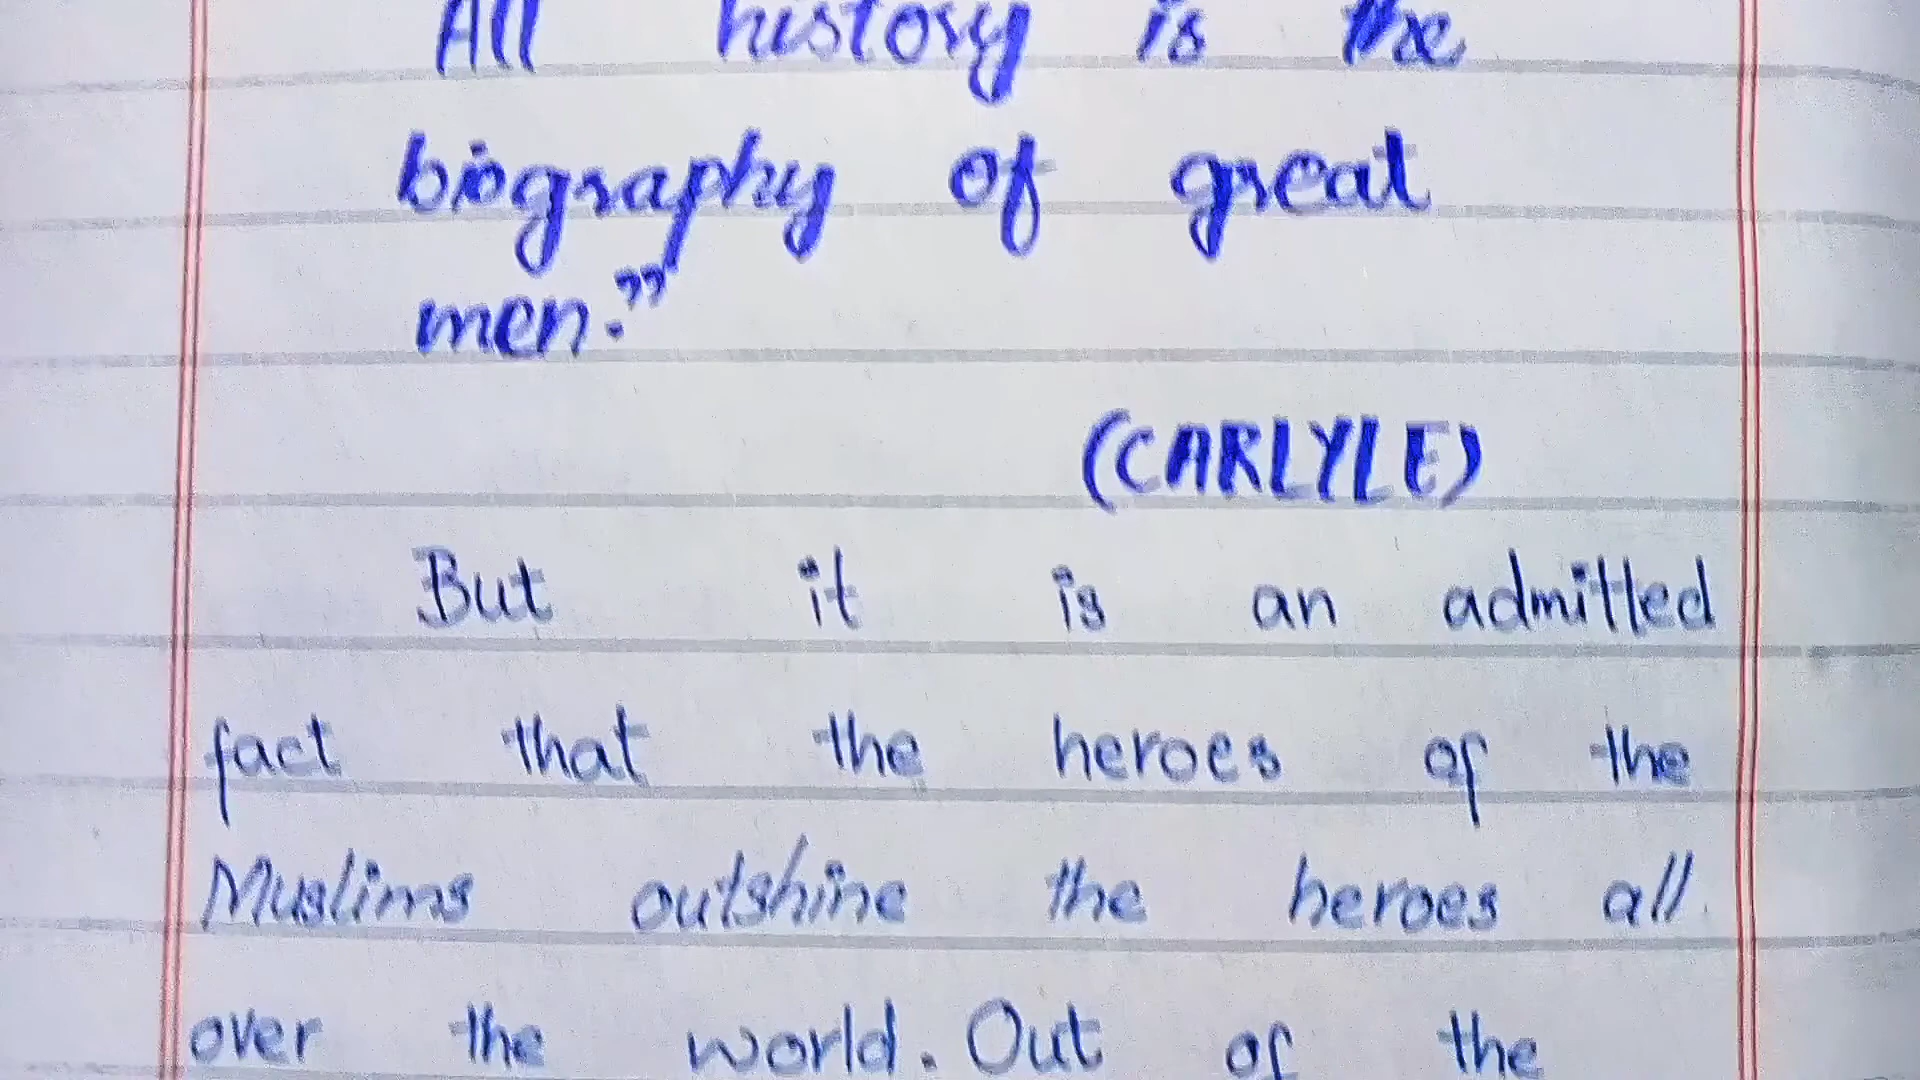 All history is the
biography of great
men.”
(CARLYLE)
But it is an admitted
fact that the heroes of the
Muslims outshine the heroes all
over the world. Out of the